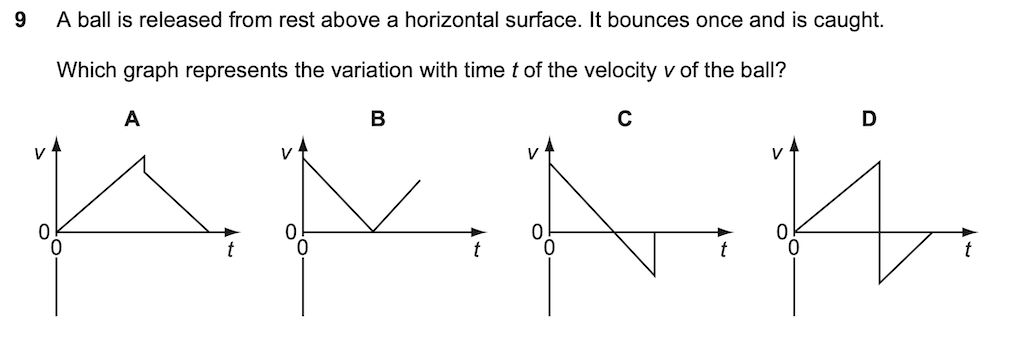 9 A ball is released from rest above a horizontal surface. It bounces once and is caught.
Which graph represents the variation with time t of the velocity v of the ball?
A B C D
v v v v
0 0 0 0
0 0 0 0
t t t t